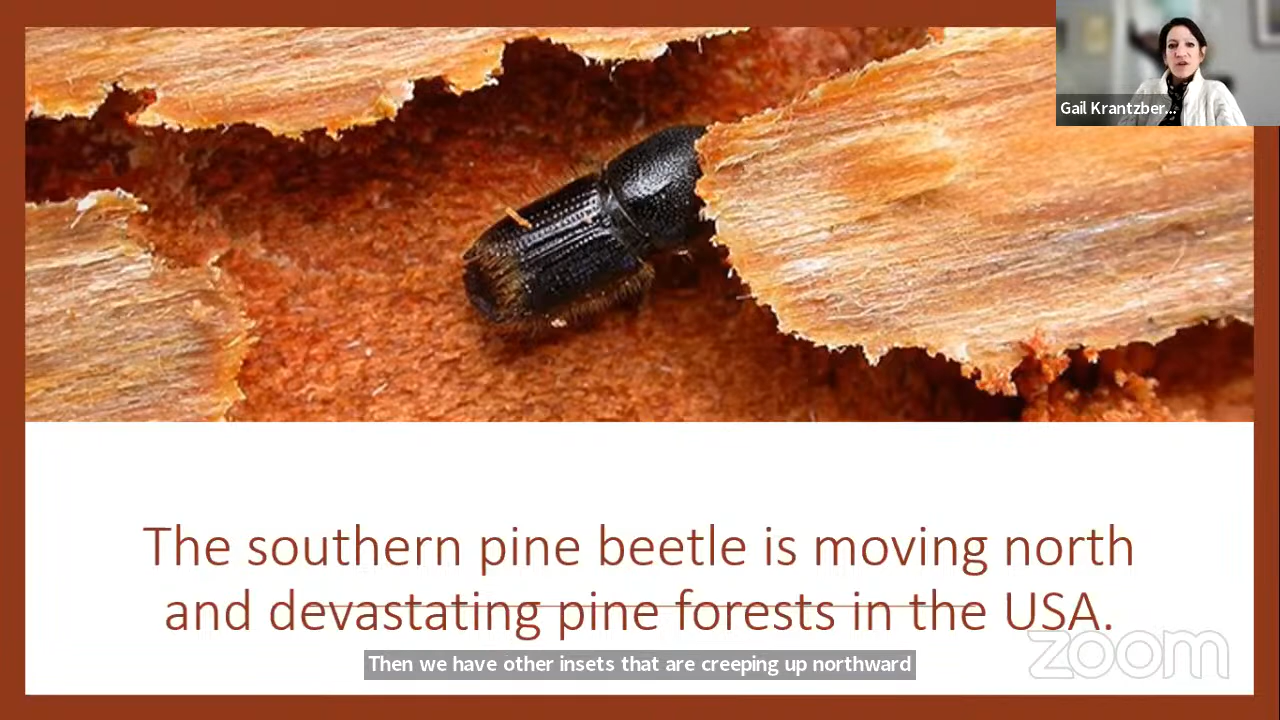 Gail Krantzber...
The southern pine beetle is moving north
and devastating pine forests in the USA.
Then we have other insets that are creeping up northward
zoom